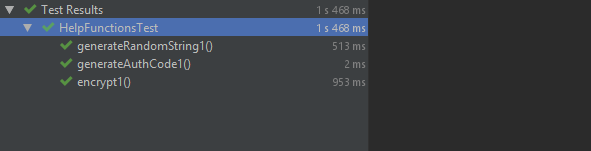 Test Results 1 s 468 ms
HelpFunctionsTest 1 s 468 ms
generateRandomString1() 513 ms
generateAuthCode1() 2 ms
encrypt1() 953 ms